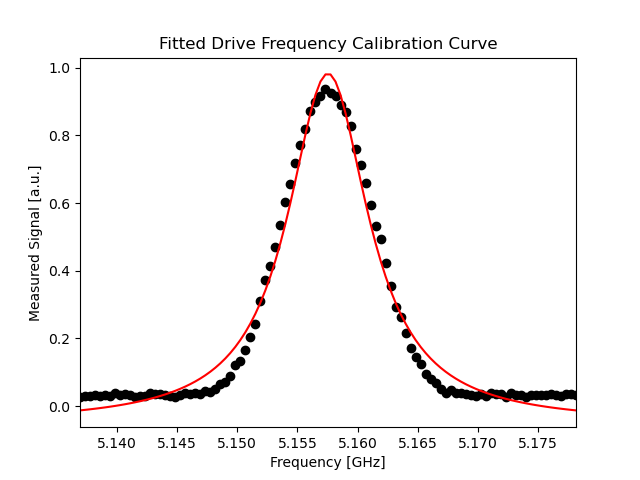 Fitted Drive Frequency Calibration Curve
1.0
0.8
0.6
0.4
0.2
0.0
Measured Signal [a.u.]
5.140 5.145 5.150 5.155 5.160 5.165 5.170 5.175
Frequency [GHz]